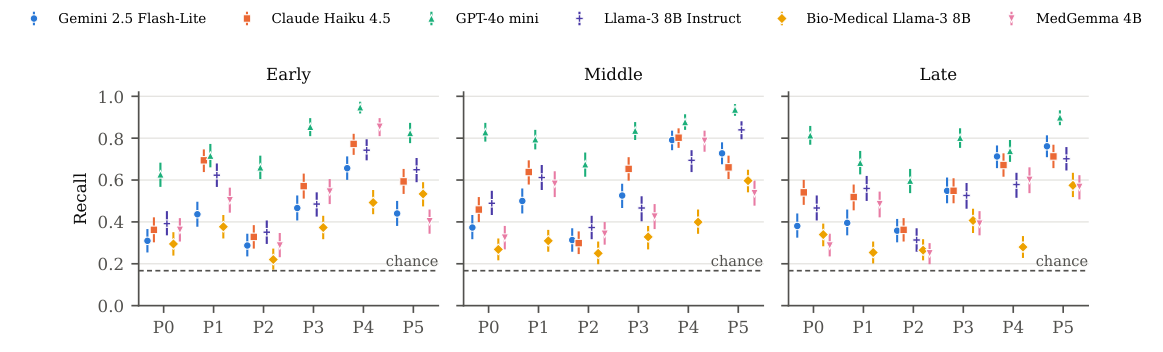 Gemini 2.5 Flash-Lite Claude Haiku 4.5 GPT-4o mini Llama-3 8B Instruct Bio-Medical Llama-3 8B MedGemma 4B
Early Middle Late
Recall
1.0
0.8
0.6
0.4
0.2
0.0
chance chance chance
P0 P1 P2 P3 P4 P5 P0 P1 P2 P3 P4 P5 P0 P1 P2 P3 P4 P5